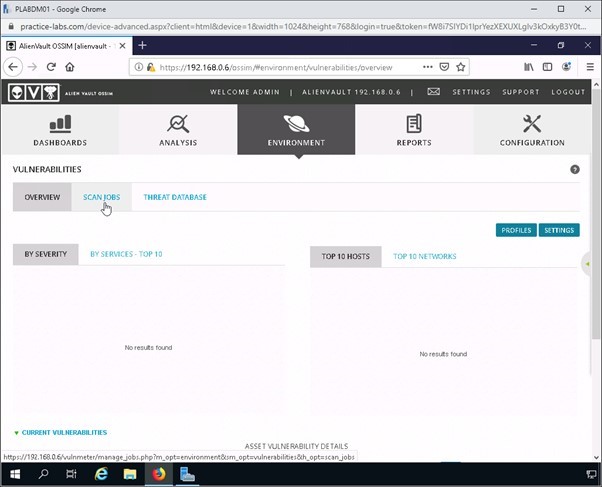 PLABDM01 - Google Chrome
practice-labs.com/device-advanced.aspx?client=html&device=1&width=1024&height=768&login=true&token=
AlienVault OSSIM [alienvault -
https://192.168.0.6/ossim/#environment/vulnerabilities/overview
ALIEN VAULT OSSIM
WELCOME ADMIN | ALIENVAULT 192.168.0.6 | SETTINGS SUPPORT LOGOUT
DASHBOARDS ANALYSIS ENVIRONMENT REPORTS CONFIGURATION
VULNERABILITIES
OVERVIEW SCAN JOBS THREAT DATABASE
PROFILES SETTINGS
BY SEVERITY BY SERVICES - TOP 10 TOP 10 HOSTS TOP 10 NETWORKS
No results found
No results found
CURRENT VULNERABILITIES
ASSET VULNERABILITY DETAILS
https://192.168.0.6/ossim/vulnmeter/manage_jobs.php?m_opt=environment&sm_opt=vulnerabilities&h_opt=scan_jobs